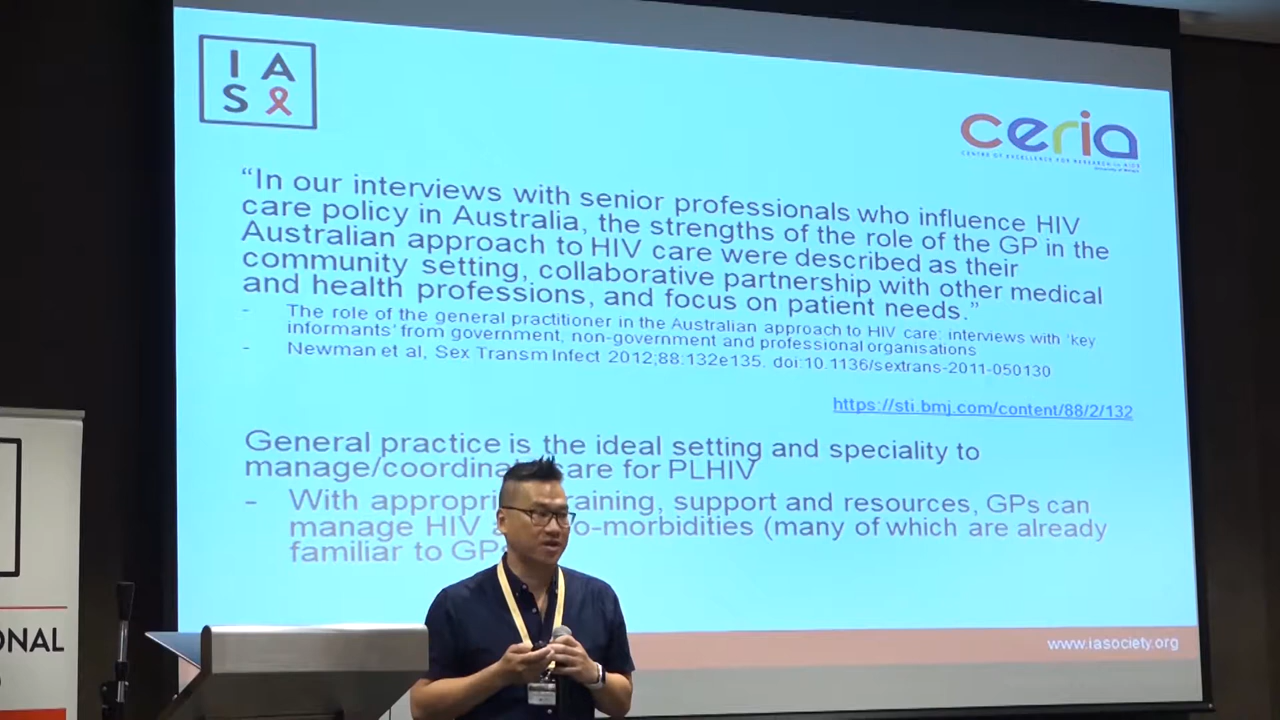 I A
S
ceria
CENTRE OF EXCELLENCE FOR RESEARCH IN AIDS
University of Malaya
“In our interviews with senior professionals who influence HIV
care policy in Australia, the strengths of the role of the GP in the
Australian approach to HIV care were described as their
community setting, collaborative partnership with other medical
and health professions, and focus on patient needs.”
- The role of the general practitioner in the Australian approach to HIV care: interviews with ‘key
informants’ from government, non-government and professional organisations
- Newman et al, Sex Transm Infect 2012;88:132e135. doi:10.1136/sextrans-2011-050130
https://sti.bmj.com/content/88/2/132
General practice is the ideal setting and speciality to
manage/coordinat care for PLHIV
- With appropri raining, support and resources, GPs can
manage HIV o-morbidities (many of which are already
familiar to GPs
www.iasociety.org
ONAL